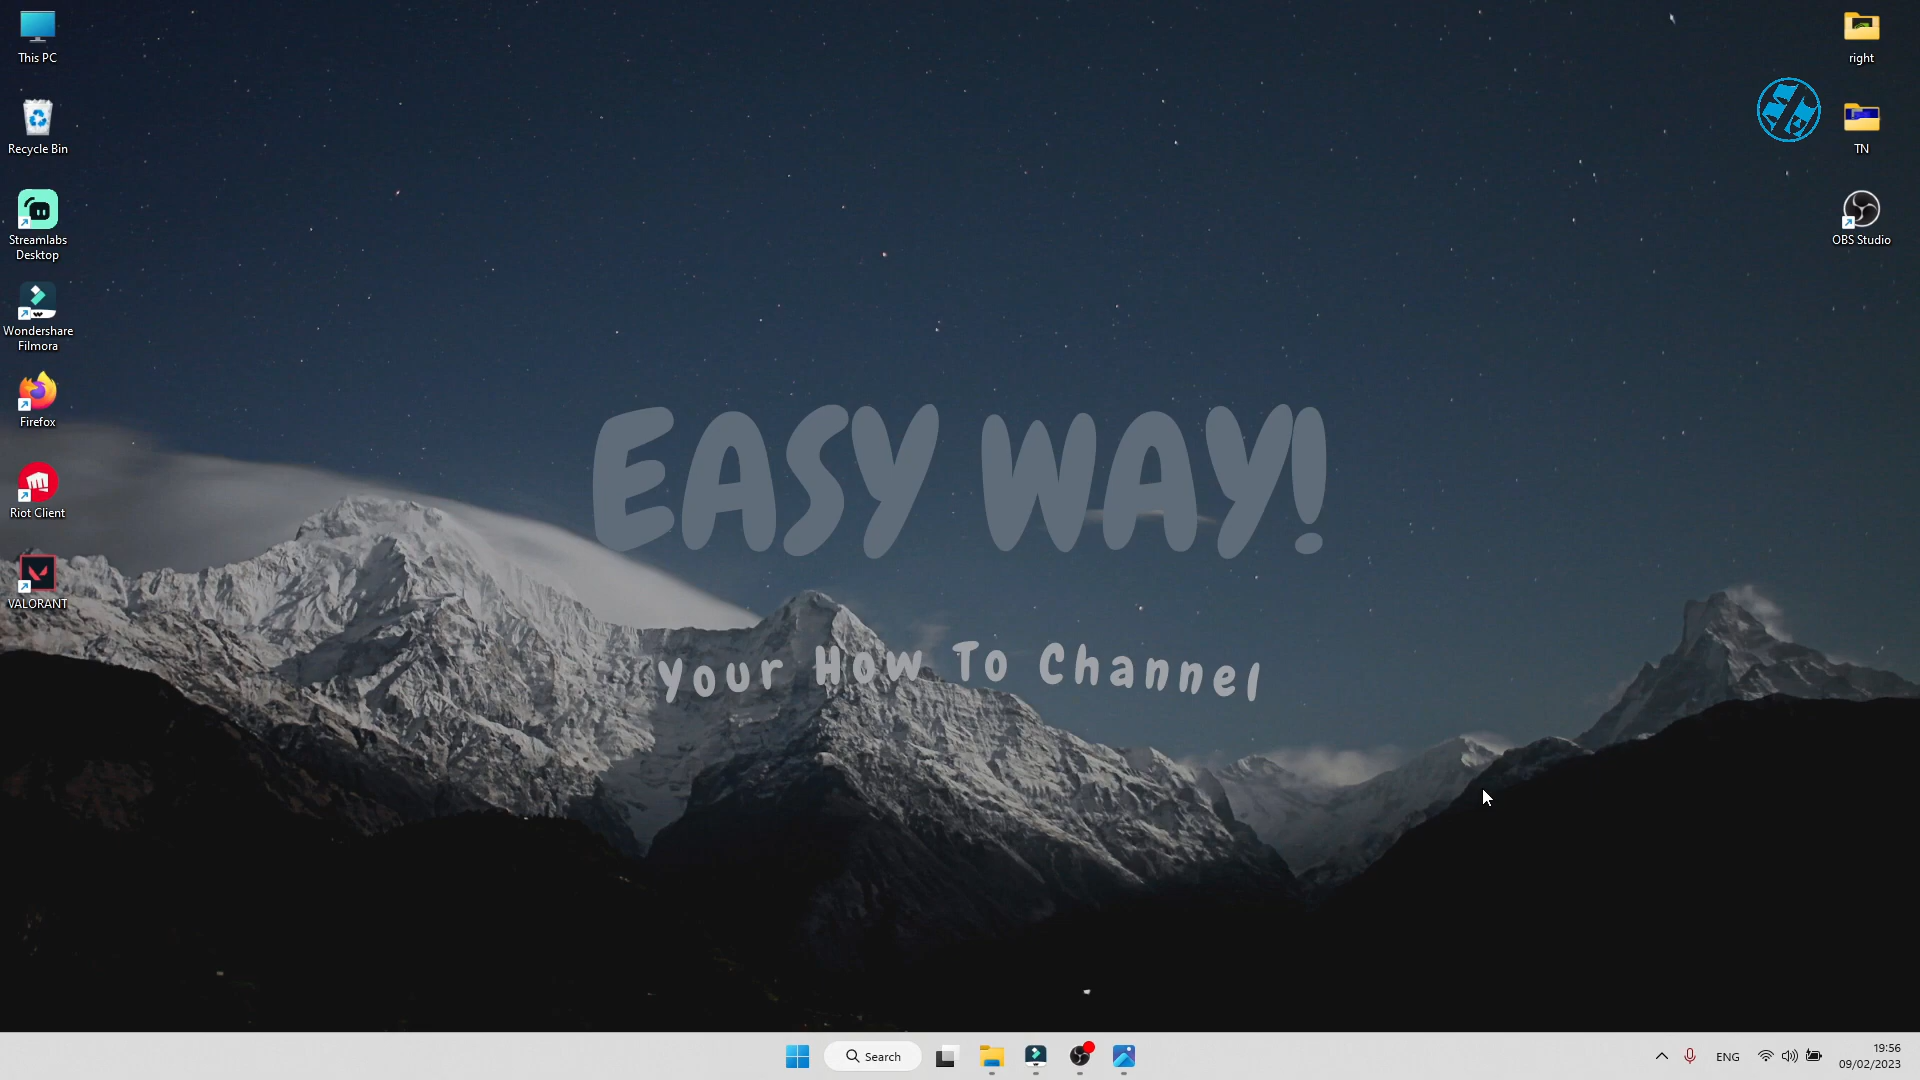 This PC
Recycle Bin
Streamlabs
Desktop
Wondershare
Filmora
Firefox
Riot Client
VALORANT
right
TN
OBS Studio
EASY WAY!
Your How To Channel
Search
ENG
19:56
09/02/2023